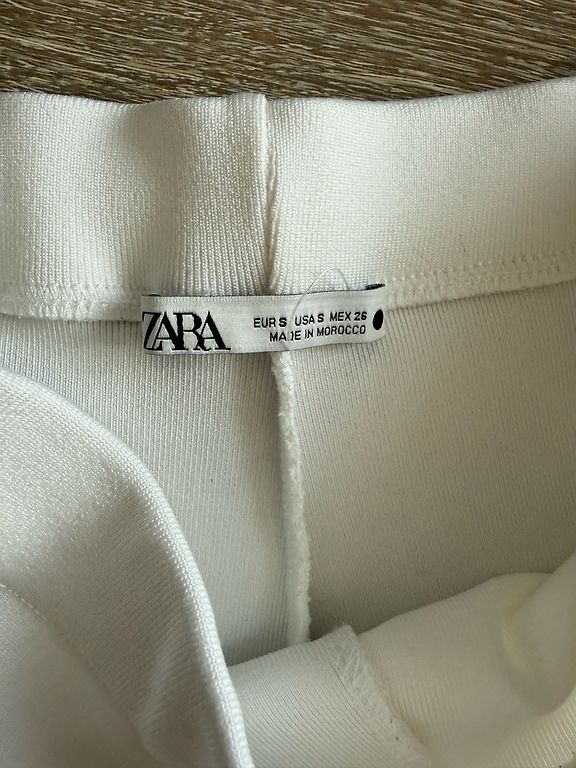 ZARA
EUR S USA S MEX 26
MADE IN MOROCCO